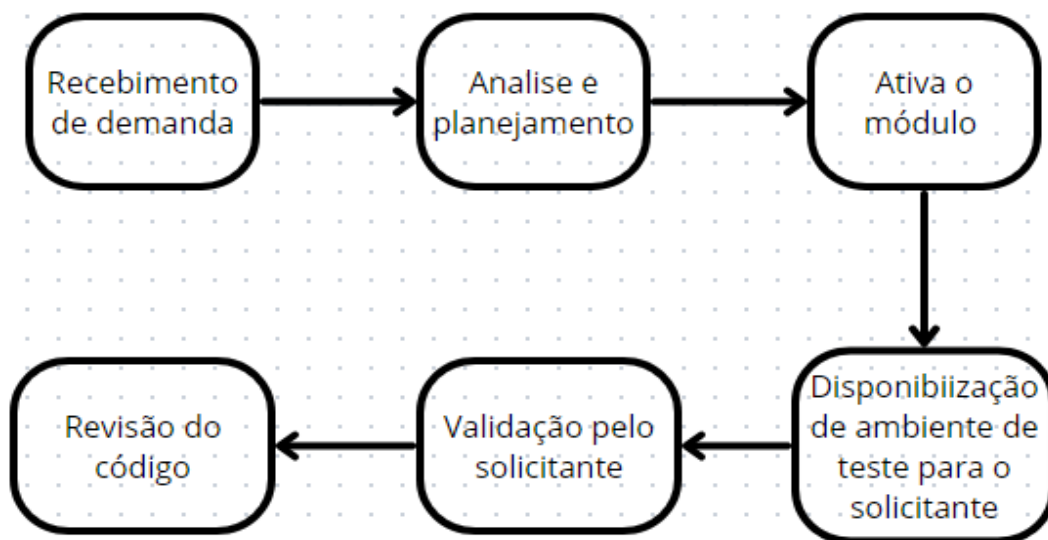 Recebimento
de demanda
Analise e
planejamento
Ativa o
módulo
Disponibiização
de ambiente de
teste para o
solicitante
Validação pelo
solicitante
Revisão do
código